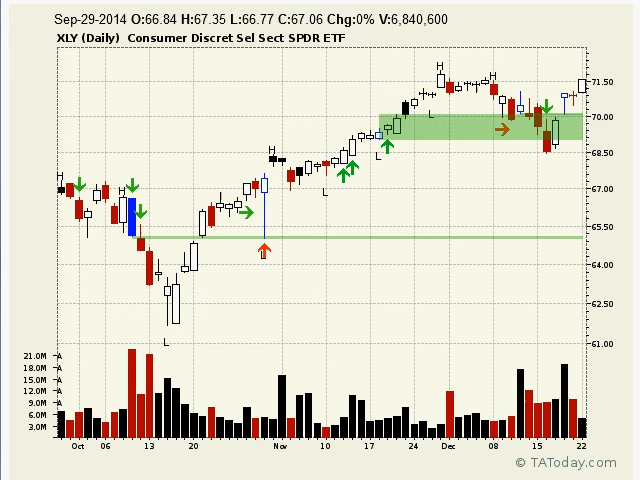 Sep-29-2014 O:66.84 H:67.35 L:66.77 C:67.06 Chg:0% V:6,840,600
XLY (Daily) Consumer Discret Sel Sect SPDR ETF
H
H
H
H
H
L
L
L
L
L
71.50
70.00
68.50
67.00
65.50
64.00
62.50
61.00
21.0M A
18.0M A
15.0M A
12.0M A
9.0M A
6.0M A
3.0M
Oct 06 13 20 Nov 10 17 24 Dec 08 15 22
© TAToday.com